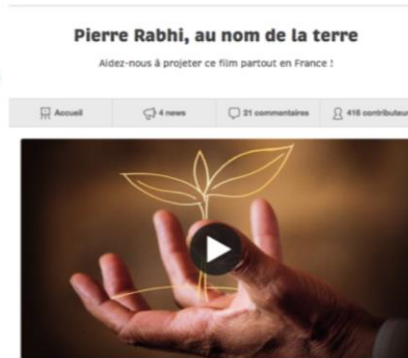 Pierre Rabhi, au nom de la terre
Aidez-nous à projeter ce film partout en France !
Accueil 4 news 21 commentaires 416 contributeur